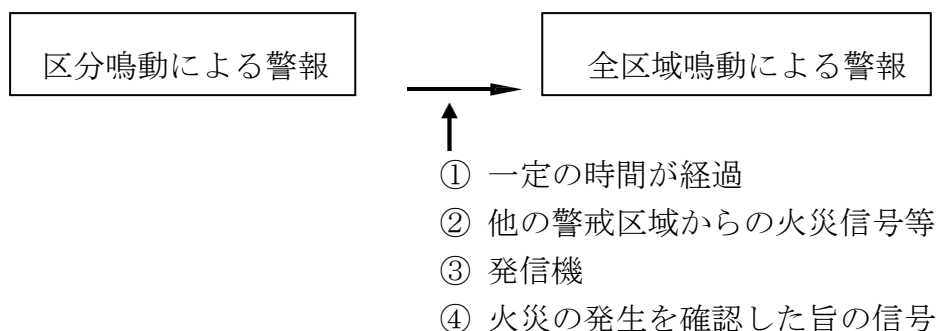 区分鳴動による警報
全区域鳴動による警報
① 一定の時間が経過
② 他の警戒区域からの火災信号等
③ 発信機
④ 火災の発生を確認した旨の信号